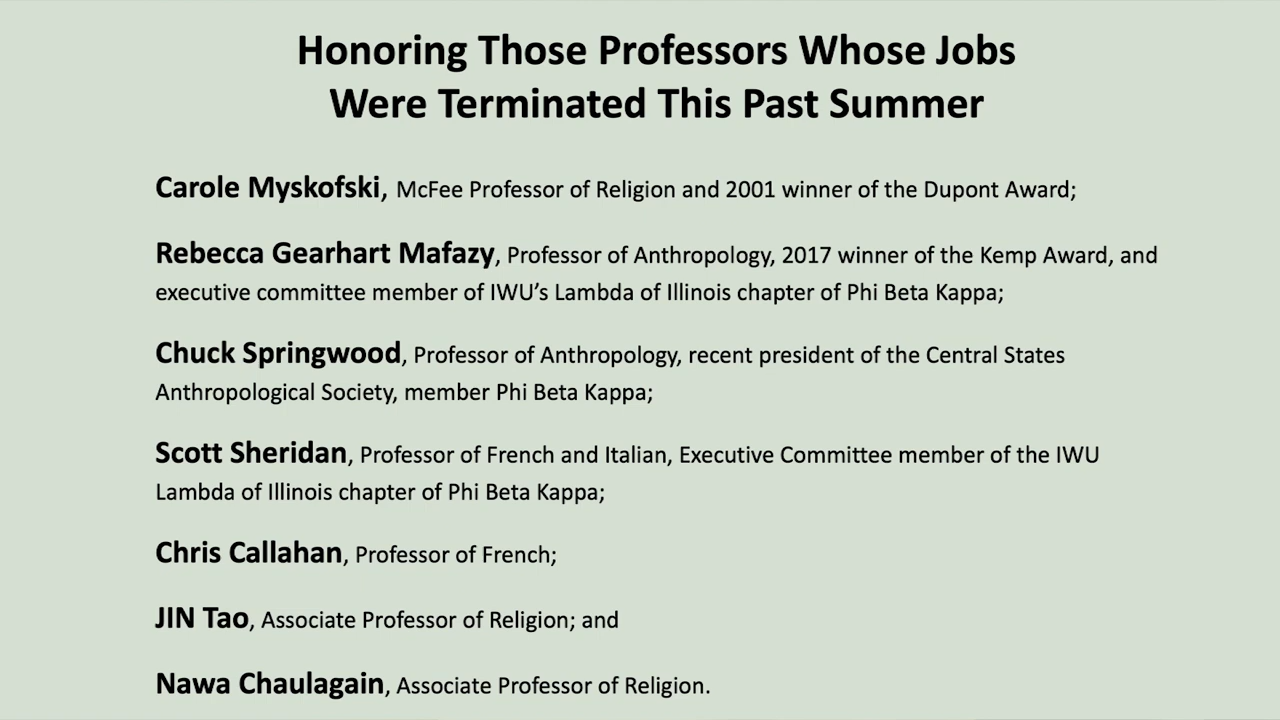 Honoring Those Professors Whose Jobs
Were Terminated This Past Summer
Carole Myskofski, McFee Professor of Religion and 2001 winner of the Dupont Award;
Rebecca Gearhart Mafazy, Professor of Anthropology, 2017 winner of the Kemp Award, and
executive committee member of IWU’s Lambda of Illinois chapter of Phi Beta Kappa;
Chuck Springwood, Professor of Anthropology, recent president of the Central States
Anthropological Society, member Phi Beta Kappa;
Scott Sheridan, Professor of French and Italian, Executive Committee member of the IWU
Lambda of Illinois chapter of Phi Beta Kappa;
Chris Callahan, Professor of French;
JIN Tao, Associate Professor of Religion; and
Nawa Chaulagain, Associate Professor of Religion.